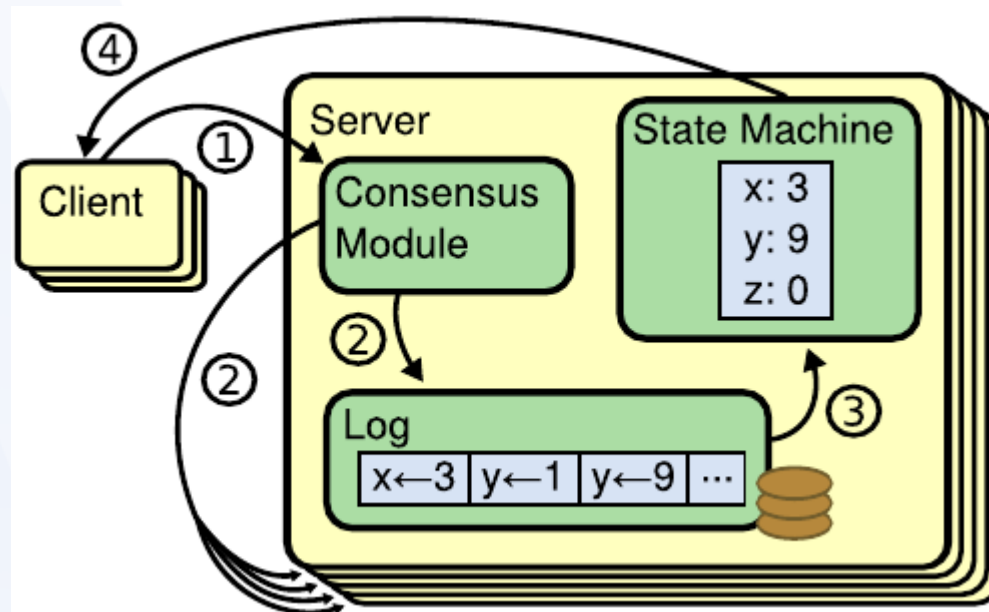 ④
①
Server
State Machine
Client
Consensus
Module
x: 3
y: 9
z: 0
②
②
③
Log
x←3 y←1 y←9 ...